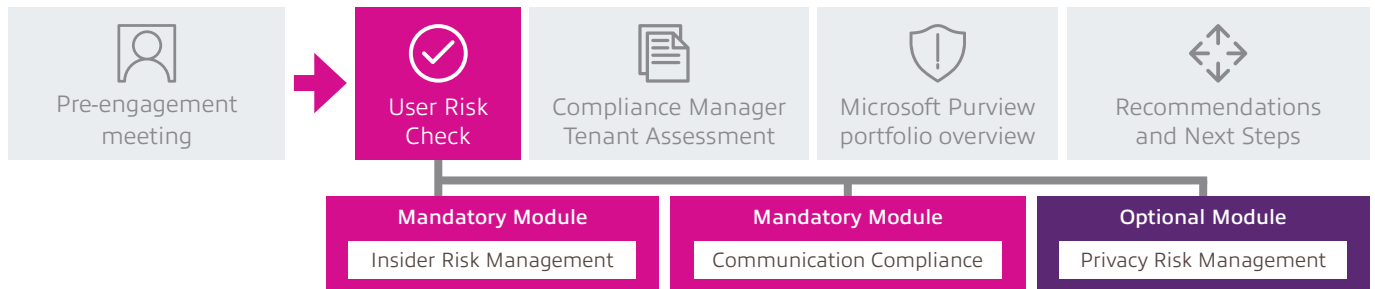 Pre-engagement
meeting
User Risk
Check
Compliance Manager
Tenant Assessment
Microsoft Purview
portfolio overview
Recommendations
and Next Steps
Mandatory Module
Insider Risk Management
Mandatory Module
Communication Compliance
Optional Module
Privacy Risk Management